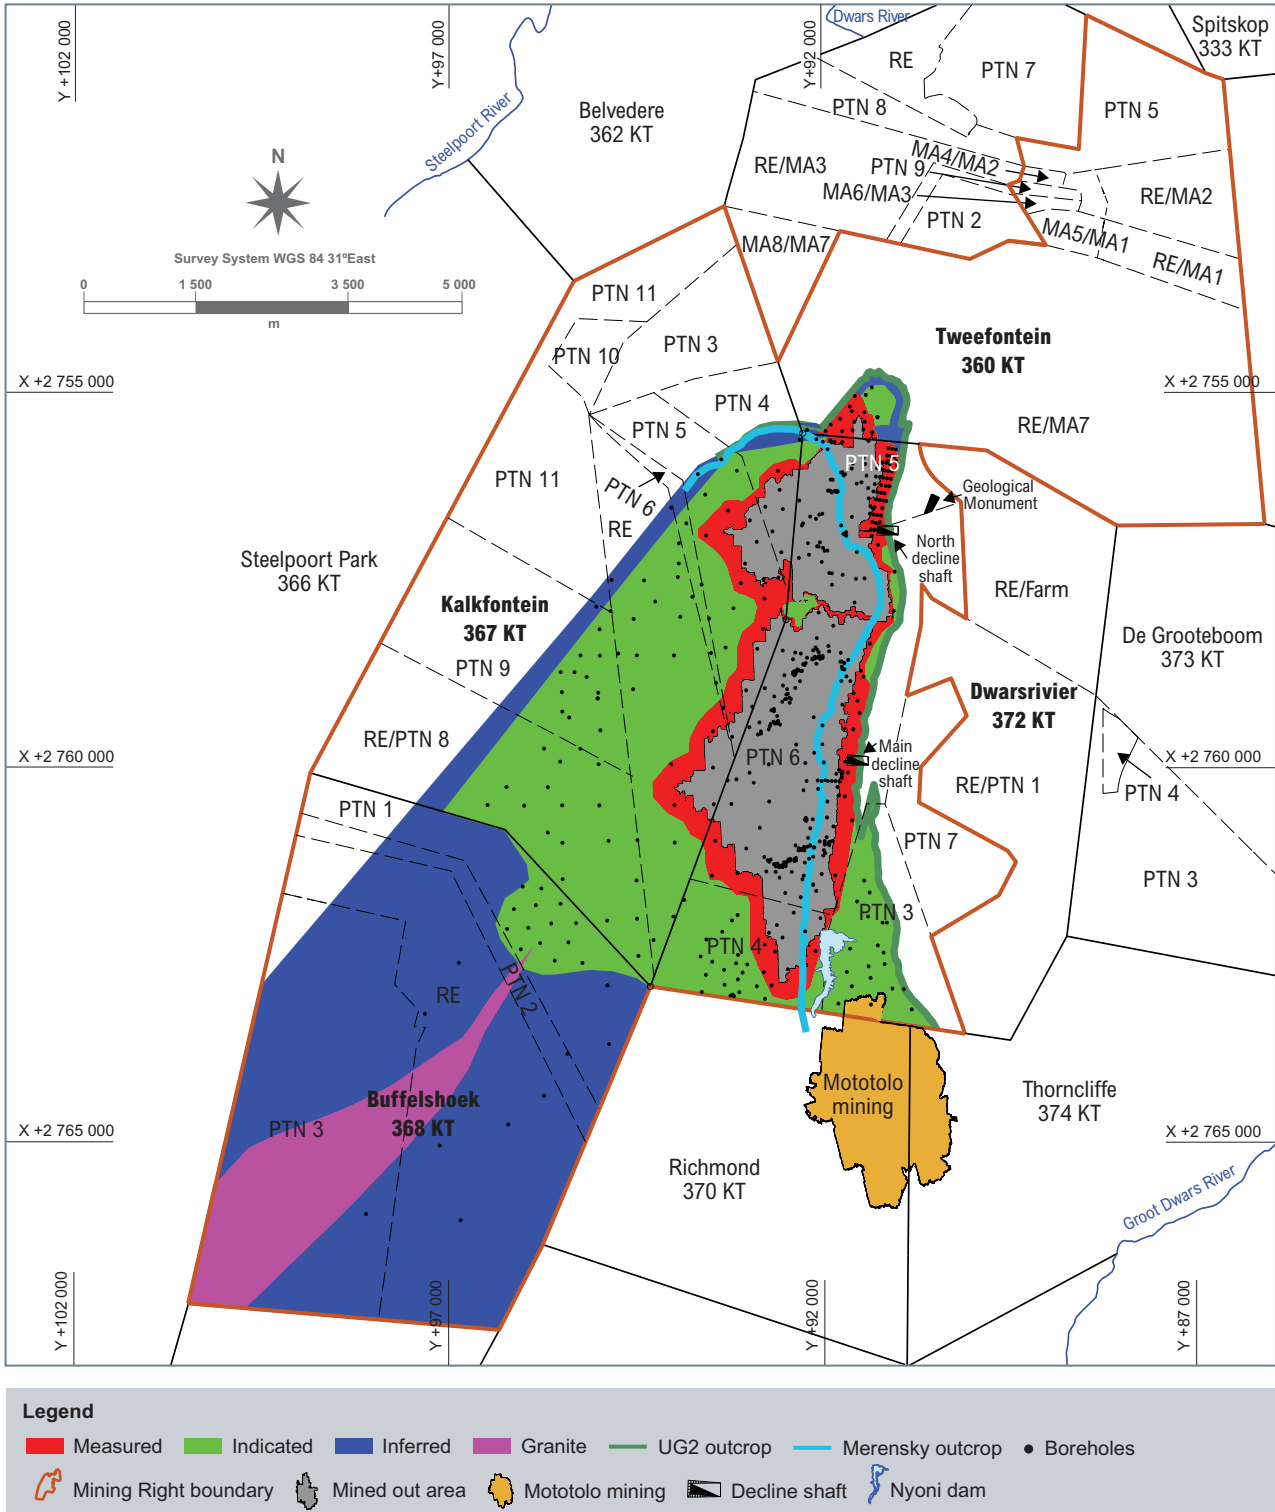 Y +102 000
Y+97 000
Y+92 000
Dwars River
Spitskop
333 KT
RE
PTN 7
PTN 5
PTN 8
Belvedere
362 KT
Steelpoort River
N
MA4/MA2
RE/MA3
PTN 9
MA6/MA3
RE/MA2
PTN 2
MA5/MA1
MA8/MA7
RE/MA1
Survey System WGS 84 31ºEast
0
1 500
3 500
5 000
m
PTN 11
PTN 10
PTN 3
Tweefontein
360 KT
X +2 755 000
X +2 755 000
PTN 4
RE/MA7
PTN 5
PTN 5
PTN 11
PTN 6
RE
Geological
Monument
North
decline
shaft
Steelpoort Park
366 KT
RE/Farm
Kalkfontein
367 KT
De Grooteboom
373 KT
PTN 9
Dwarsrivier
372 KT
RE/PTN 8
Main
decline
shaft
PTN 6
X +2 760 000
RE/PTN 1
PTN 4
PTN 1
PTN 7
PTN 3
PTN 3
PTN 4
PTN 2
RE
Mototolo
mining
Thorncliffe
374 KT
Buffelshoek
368 KT
PTN 3
X +2 765 000
X +2 765 000
Richmond
370 KT
Groot Dwars River
Y +102 000
Y +97 000
Y +92 000
Y +87 000
Legend
Measured
Indicated
Inferred
Granite
UG2 outcrop
Merensky outcrop
Boreholes
Mining Right boundary
Mined out area
Mototolo mining
Decline shaft
Nyoni dam